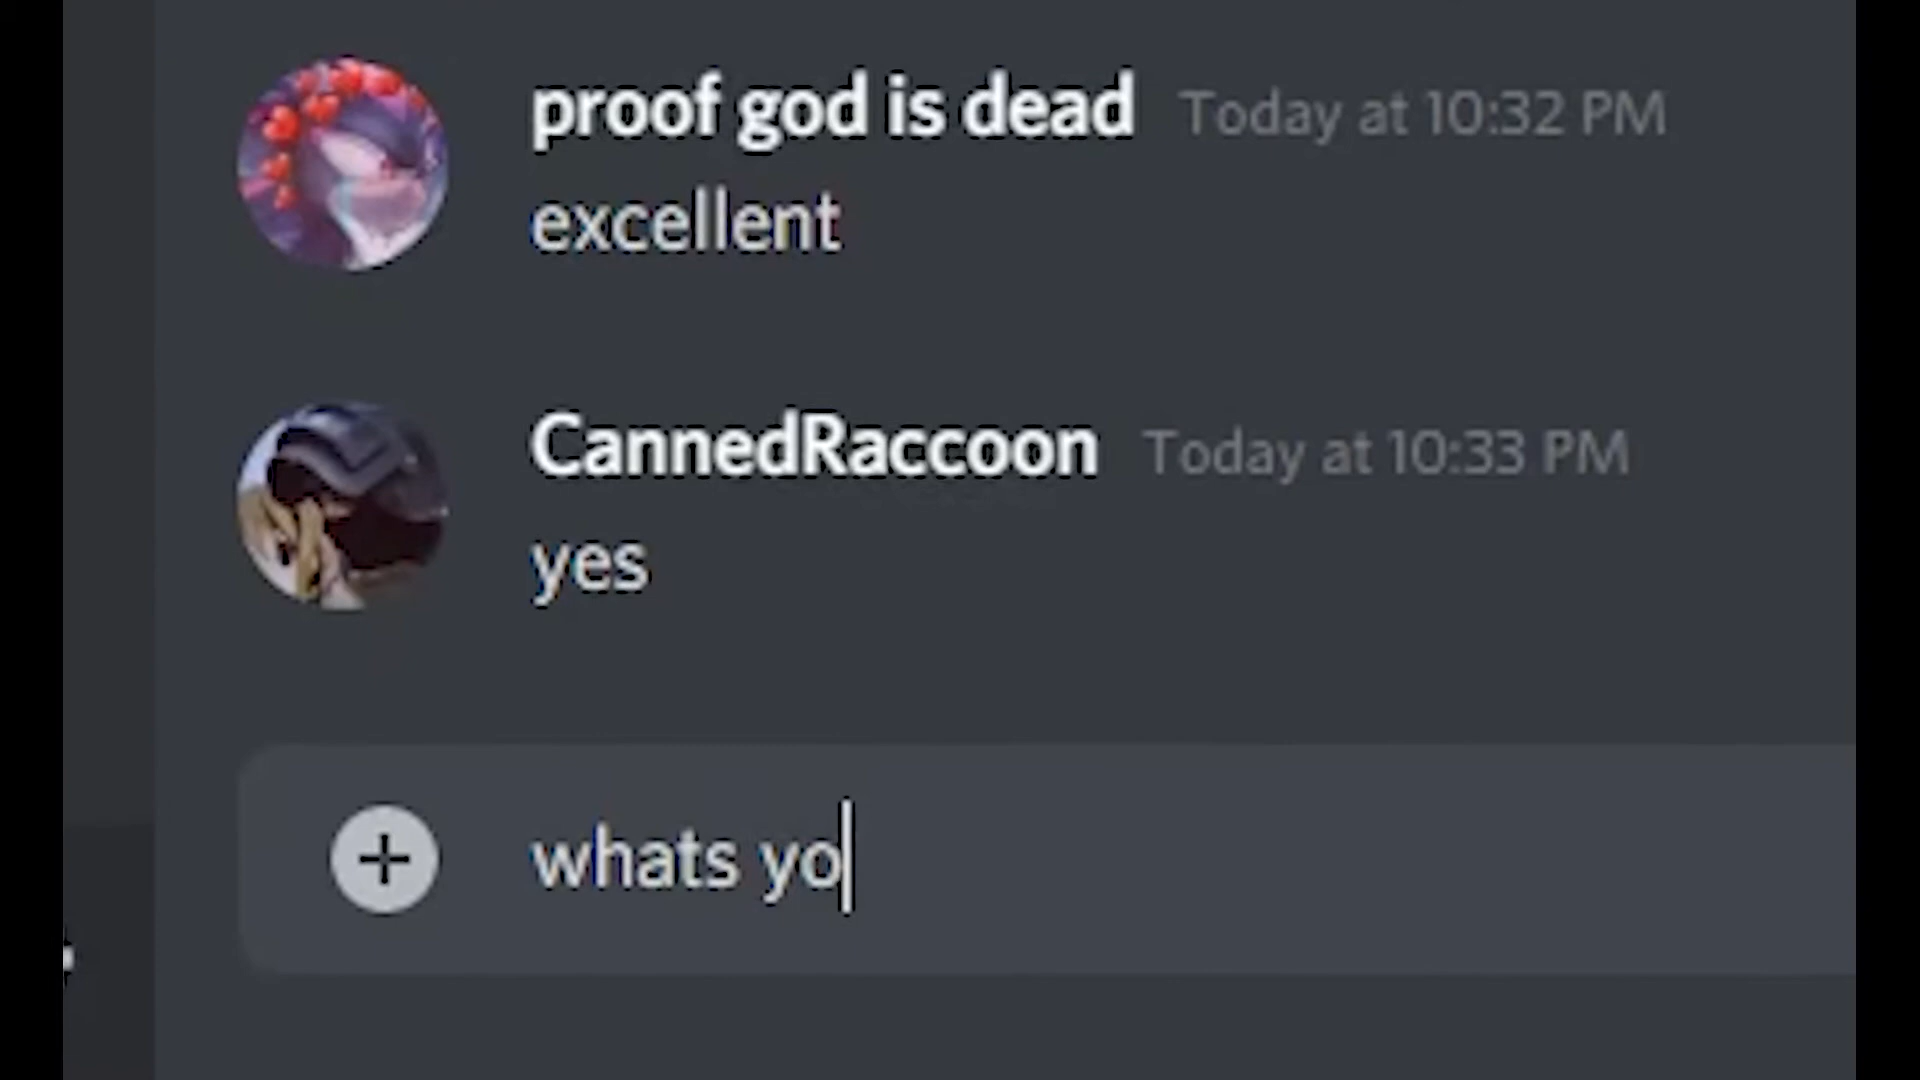 proof god is dead Today at 10:32 PM
excellent
CannedRaccoon Today at 10:33 PM
yes
whats yo